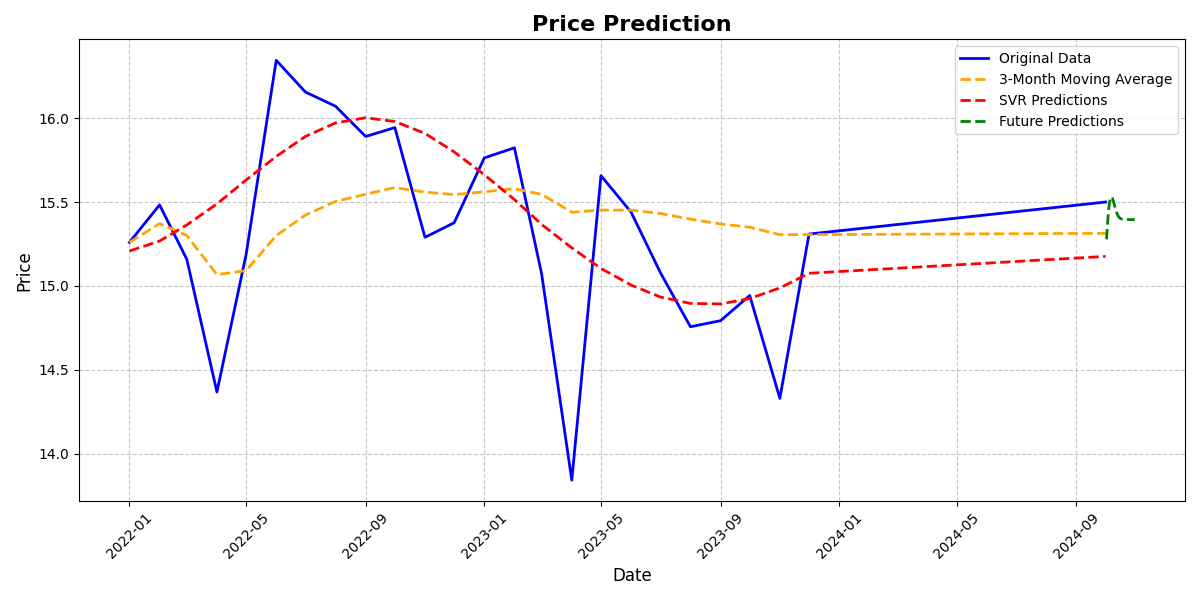 Price Prediction
Original Data
3-Month Moving Average
SVR Predictions
Future Predictions
Price
16.0
15.5
15.0
14.5
14.0
2022-01
2022-05
2022-09
2023-01
2023-05
2023-09
2024-01
2024-05
2024-09
Date